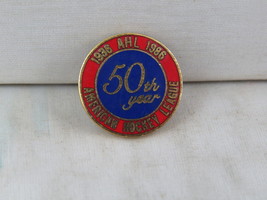 1936 AHL 1986
50th
year
AMERICAN HOCKEY LEAGUE